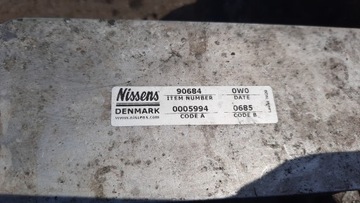 Nissens
DENMARK
www.nissens.com
90684 0W0
ITEM NUMBER DATE
0005994 0685
CODE A CODE B